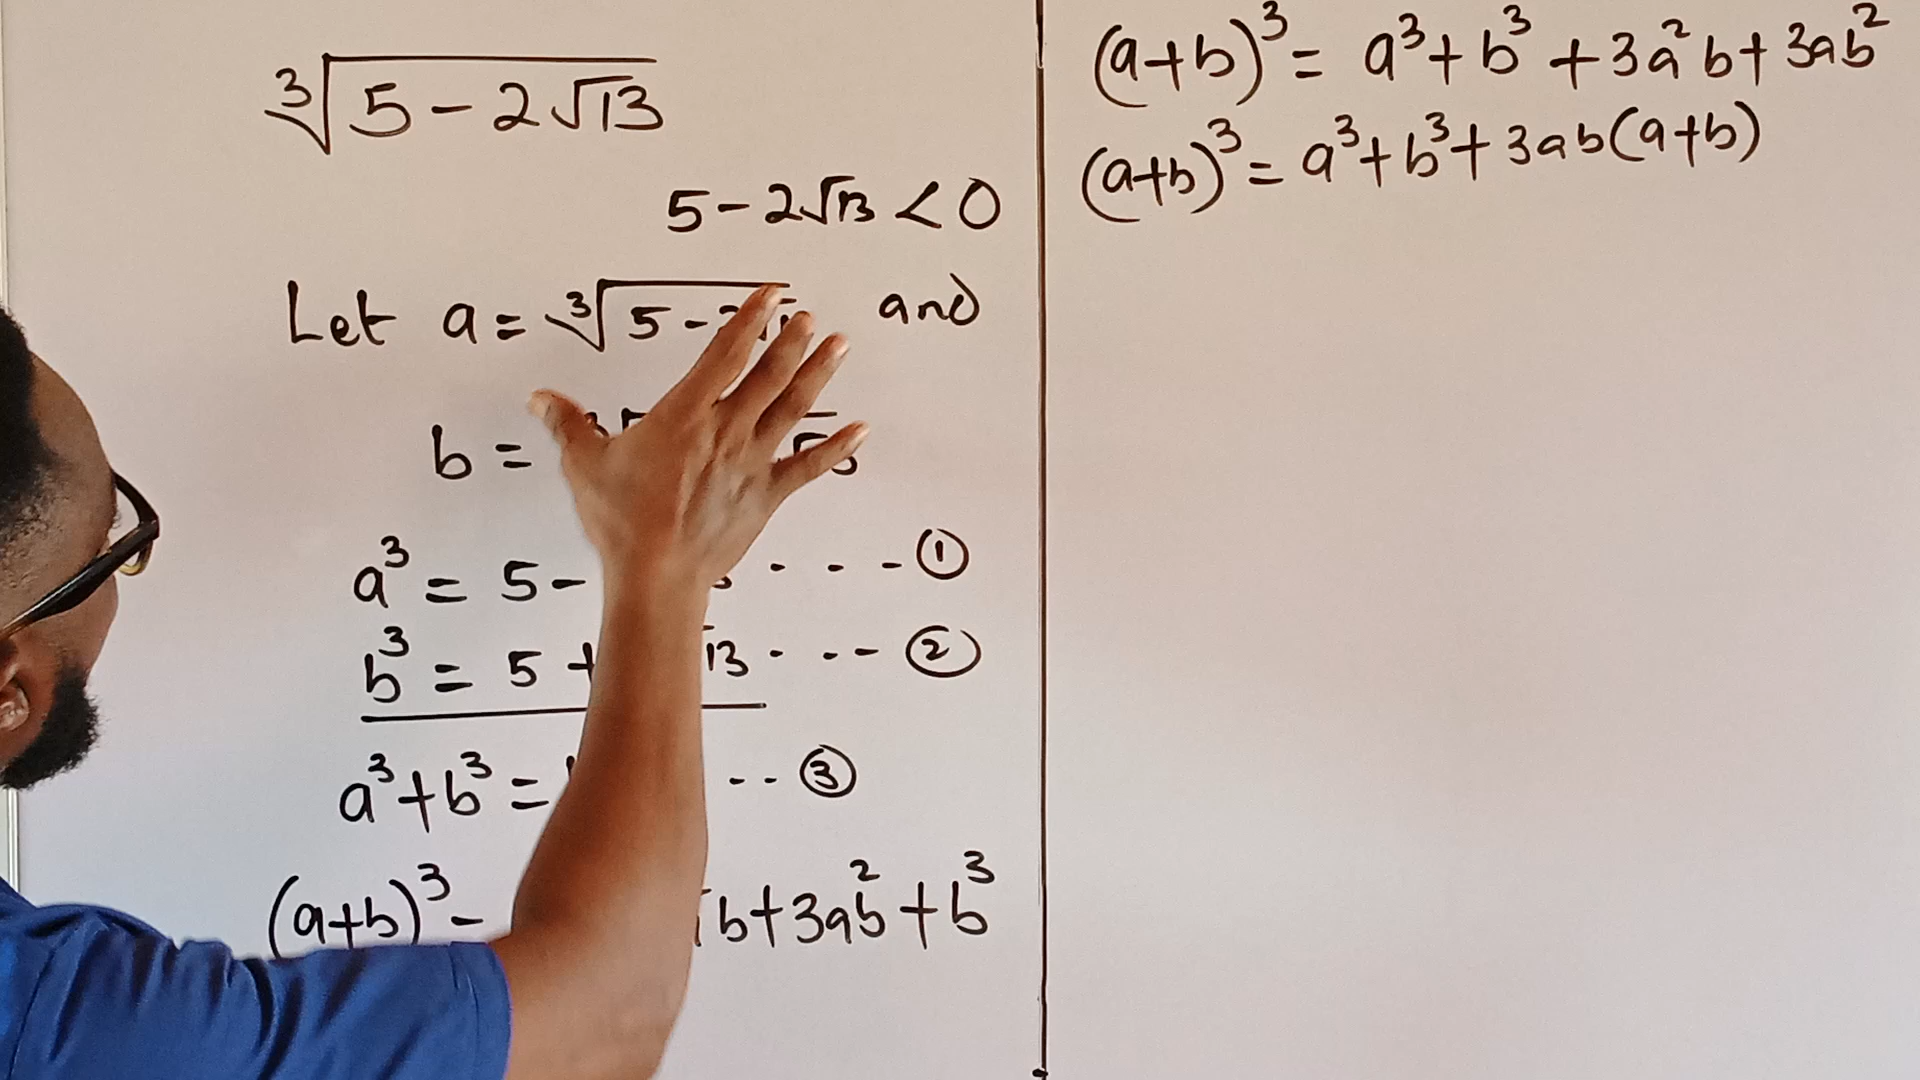 ∛(5 - 2√13)
5 - 2√13 < 0
Let a = ∛(5 - and
b =
a³ = 5 - - - - ①
b³ = 5 + 13 - - - ②
a³ + b³ = - - ③
(a+b)³ b + 3ab² + b³
(a+b)³ = a³ + b³ + 3a²b + 3ab²
(a+b)³ = a³ + b³ + 3ab(a+b)